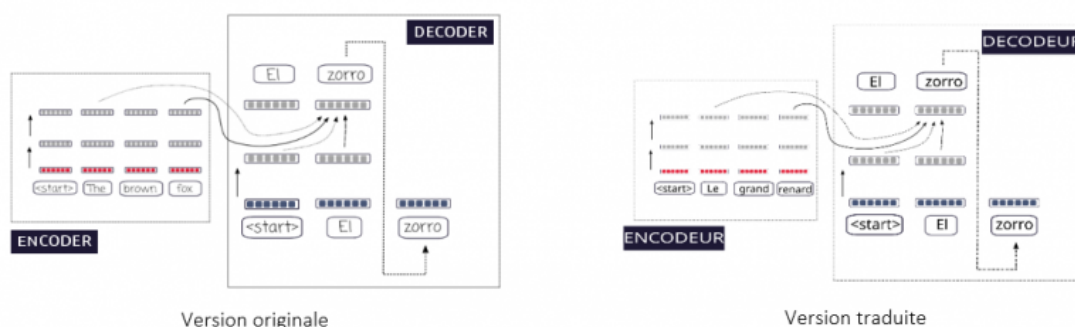 DECODER
El zorro
<start> The brown fox
ENCODER
<start> El zorro
Version originale
DECODEUR
El zorro
<start> Le grand renard
ENCODEUR
<start> El zorro
Version traduite